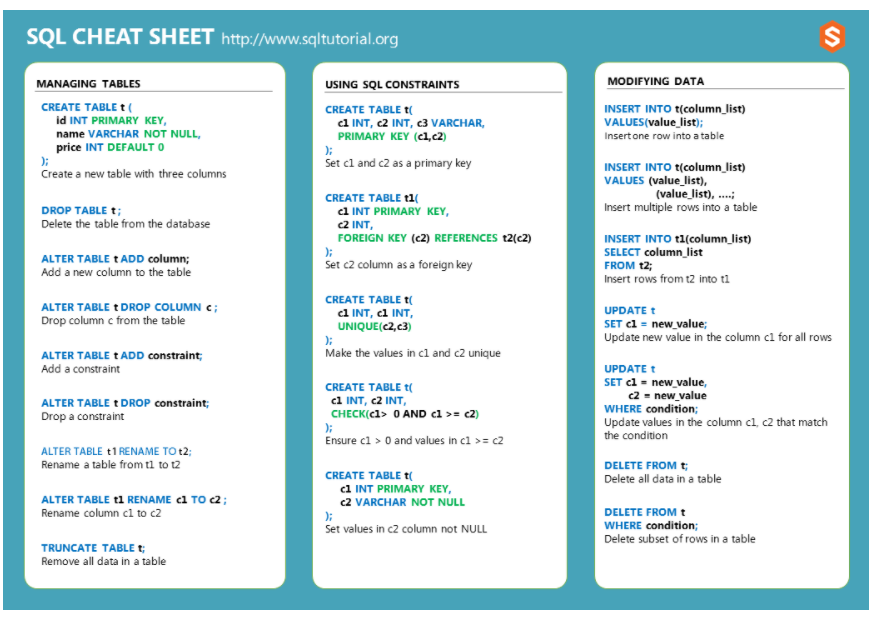 SQL CHEAT SHEET http://www.sqltutorial.org
S
MANAGING TABLES
CREATE TABLE t (
id INT PRIMARY KEY,
name VARCHAR NOT NULL,
price INT DEFAULT 0
);
Create a new table with three columns
DROP TABLE t ;
Delete the table from the database
ALTER TABLE t ADD column;
Add a new column to the table
ALTER TABLE t DROP COLUMN c ;
Drop column c from the table
ALTER TABLE t ADD constraint;
Add a constraint
ALTER TABLE t DROP constraint;
Drop a constraint
ALTER TABLE t1 RENAME TO t2;
Rename a table from t1 to t2
ALTER TABLE t1 RENAME c1 TO c2 ;
Rename column c1 to c2
TRUNCATE TABLE t;
Remove all data in a table
USING SQL CONSTRAINTS
CREATE TABLE t(
c1 INT, c2 INT, c3 VARCHAR,
PRIMARY KEY (c1,c2)
);
Set c1 and c2 as a primary key
CREATE TABLE t1(
c1 INT PRIMARY KEY,
c2 INT,
FOREIGN KEY (c2) REFERENCES t2(c2)
);
Set c2 column as a foreign key
CREATE TABLE t(
c1 INT, c1 INT,
UNIQUE(c2,c3)
);
Make the values in c1 and c2 unique
CREATE TABLE t(
c1 INT, c2 INT,
CHECK(c1> 0 AND c1 >= c2)
);
Ensure c1 > 0 and values in c1 >= c2
CREATE TABLE t(
c1 INT PRIMARY KEY,
c2 VARCHAR NOT NULL
);
Set values in c2 column not NULL
MODIFYING DATA
INSERT INTO t(column_list)
VALUES(value_list);
Insert one row into a table
INSERT INTO t(column_list)
VALUES (value_list),
(value_list), ....;
Insert multiple rows into a table
INSERT INTO t1(column_list)
SELECT column_list
FROM t2;
Insert rows from t2 into t1
UPDATE t
SET c1 = new_value;
Update new value in the column c1 for all rows
UPDATE t
SET c1 = new_value,
c2 = new_value
WHERE condition;
Update values in the column c1, c2 that match
the condition
DELETE FROM t;
Delete all data in a table
DELETE FROM t
WHERE condition;
Delete subset of rows in a table